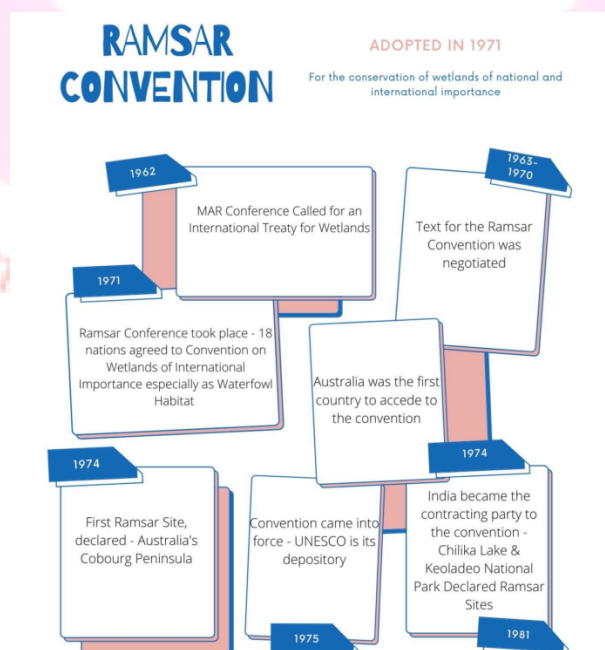 RAMSAR
CONVENTION
ADOPTED IN 1971
For the conservation of wetlands of national and
international importance
1962
MAR Conference Called for an
International Treaty for Wetlands
1963-
1970
Text for the Ramsar
Convention was
negotiated
1971
Ramsar Conference took place - 18
nations agreed to Convention on
Wetlands of International
Importance especially as Waterfowl
Habitat
Australia was the first
country to accede to
the convention
1974
1974
First Ramsar Site,
declared - Australia's
Cobourg Peninsula
Convention came into
force - UNESCO is its
depository
1975
India became the
contracting party to
the convention -
Chilika Lake &
Keoladeo National
Park Declared Ramsar
Sites
1981